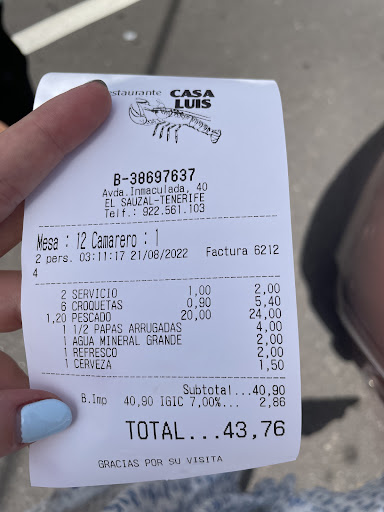 estaurante CASA
LUIS
B-38697637
Avda.Inmaculada, 40
EL SAUZAL-TENERIFE
Telf.: 922.561.103
Mesa : 12 Camarero : 1
2 pers. 03:11:17 21/08/2022 Factura 6212
4
2 SERVICIO 1,00 2,00
6 CROQUETAS 0,90 5,40
1,20 PESCADO 20,00 24,00
1 1/2 PAPAS ARRUGADAS 4,00
1 AGUA MINERAL GRANDE 2,00
1 REFRESCO 2,00
1 CERVEZA 1,50
Subtotal...40,90
B.Imp 40,90 IGIC 7,00%... 2,86
TOTAL...43,76
GRACIAS POR SU VISITA